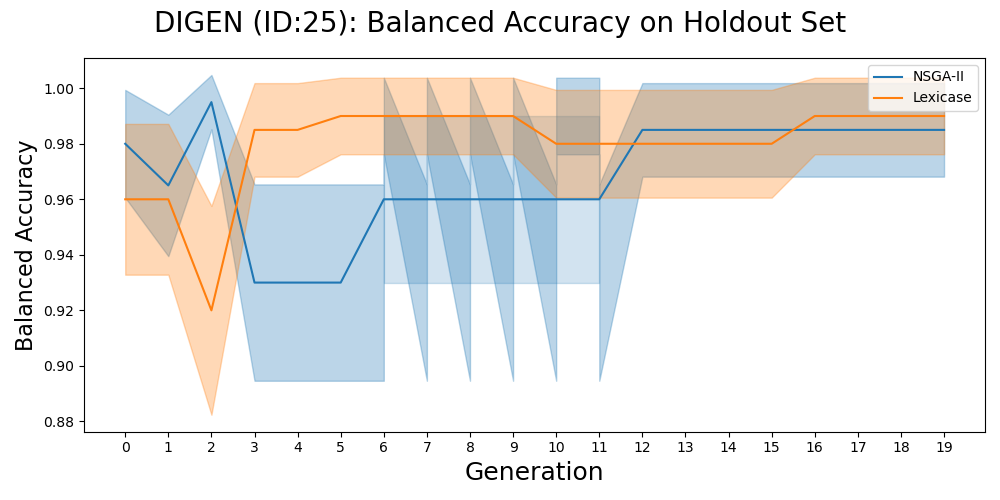 DIGEN (ID:25): Balanced Accuracy on Holdout Set
NSGA-II
Lexicase
Balanced Accuracy
1.00
0.98
0.96
0.94
0.92
0.90
0.88
0 1 2 3 4 5 6 7 8 9 10 11 12 13 14 15 16 17 18 19
Generation